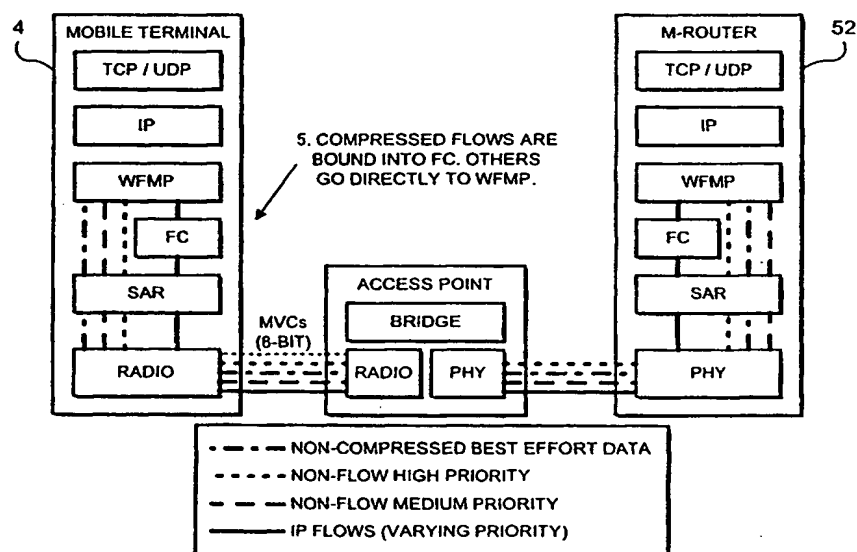 4
MOBILE TERMINAL
TCP / UDP
IP
WFMP
FC
SAR
RADIO
5. COMPRESSED FLOWS ARE
BOUND INTO FC. OTHERS
GO DIRECTLY TO WFMP.
MVCs
(8-BIT)
ACCESS POINT
BRIDGE
RADIO
PHY
M-ROUTER
52
TCP / UDP
IP
WFMP
FC
SAR
PHY
NON-COMPRESSED BEST EFFORT DATA
NON-FLOW HIGH PRIORITY
NON-FLOW MEDIUM PRIORITY
IP FLOWS (VARYING PRIORITY)